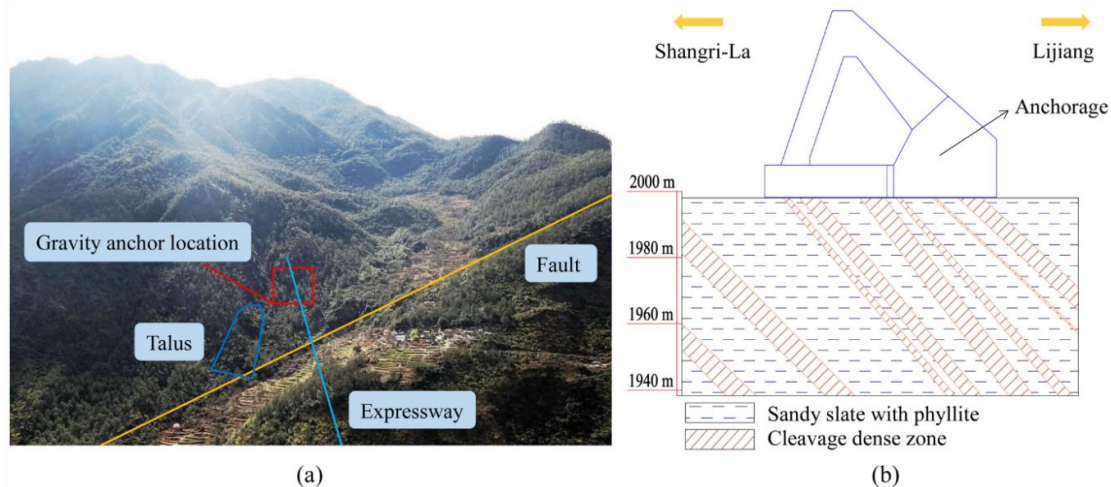 Gravity anchor location
Fault
Talus
Expressway
(a)
Shangri-La
Lijiang
Anchorage
2000 m
1980 m
1960 m
1940 m
Sandy slate with phyllite
Cleavage dense zone
(b)